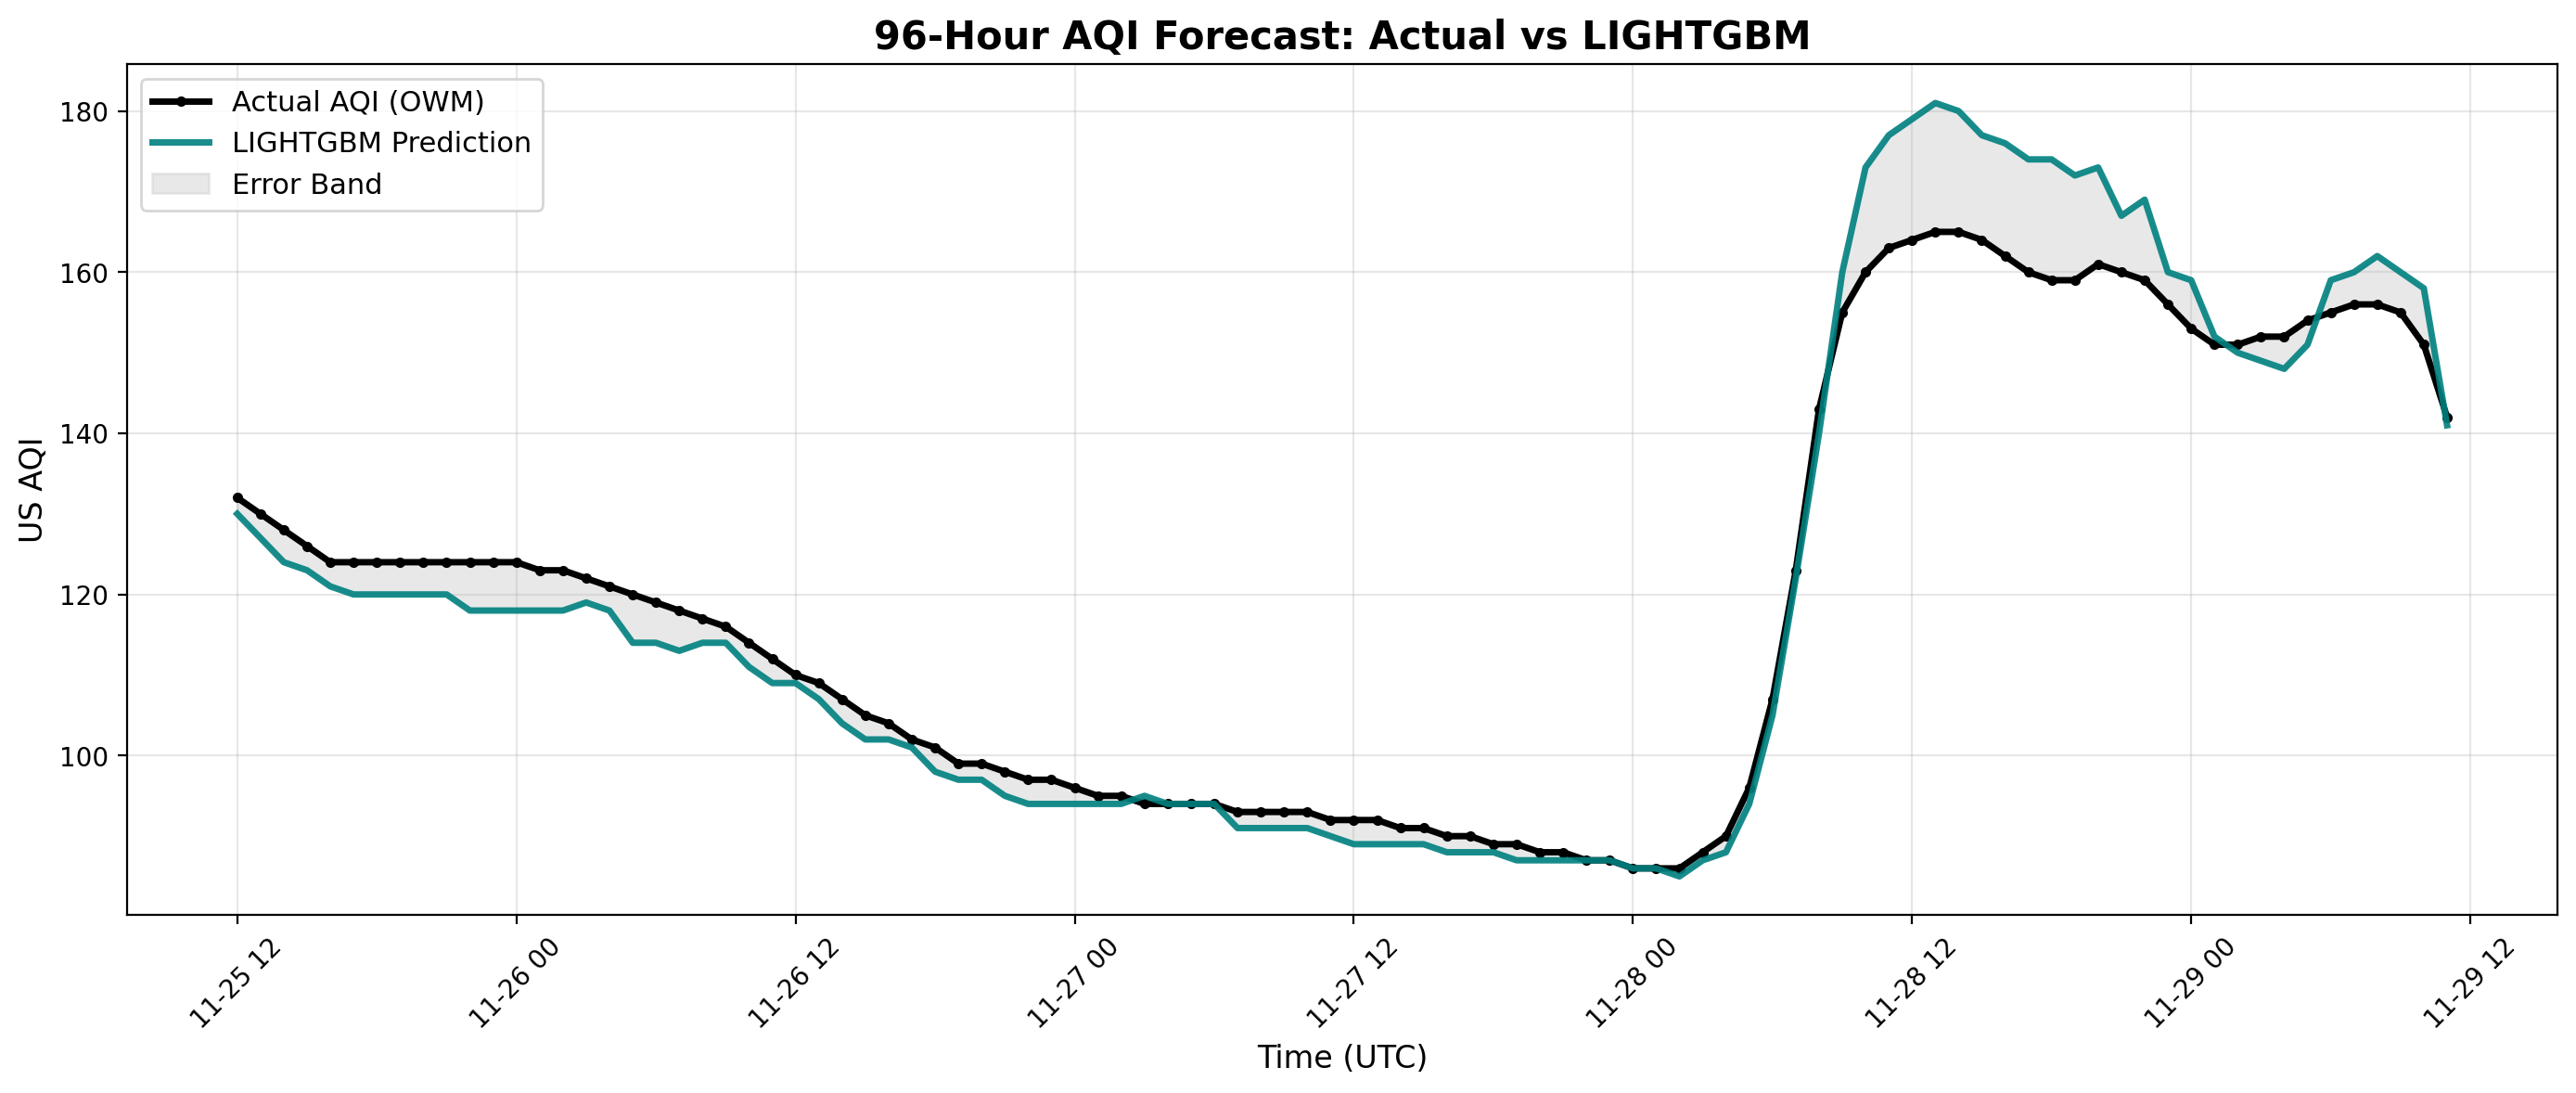 96-Hour AQI Forecast: Actual vs LIGHTGBM
Actual AQI (OWM)
LIGHTGBM Prediction
Error Band
US AQI
180
160
140
120
100
11-25 12
11-26 00
11-26 12
11-27 00
11-27 12
11-28 00
11-28 12
11-29 00
11-29 12
Time (UTC)